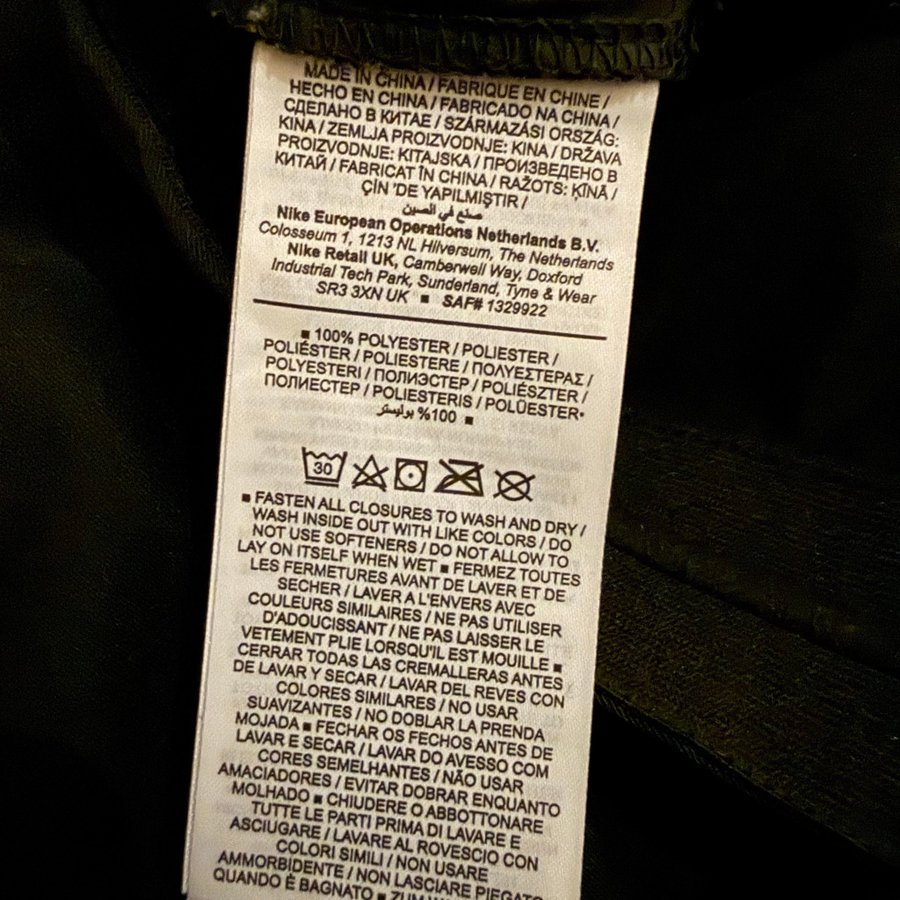 MADE IN CHINA / FABRIQUE EN CHINE /
HECHO EN CHINA / FABRICADO NA CHINA /
СДЕЛАНО В КИТАЕ / SZÁRMAZÁSI ORSZÁG:
KINA / ZEMLJA PROIZVODNJE: KINA / DRŽAVA
PROIZVODNJE: KITAJSKA / ПРОИЗВЕДЕНО В
КИТАЙ / FABRICAT ÎN CHINA / RAŽOTS: ĶĪNĀ /
ÇİN 'DE YAPILMIŞTIR /
صنع في الصين
Nike European Operations Netherlands B.V.
Colosseum 1, 1213 NL Hilversum, The Netherlands
Nike Retail UK, Camberwell Way, Doxford
Industrial Tech Park, Sunderland, Tyne & Wear
SR3 3XN UK ■ SAF# 1329922
■ 100% POLYESTER / POLIESTER /
POLIÉSTER / POLIESTERE / ΠΟΛΥΕΣΤΕΡΑΣ /
POLYESTERI / ПОЛИЭСТЕР / POLIÉSZTER /
ПОЛИЕСТЕР / POLIESTERIS / POLÜESTER•
100% بوليستر ■
30
■ FASTEN ALL CLOSURES TO WASH AND DRY /
WASH INSIDE OUT WITH LIKE COLORS / DO
NOT USE SOFTENERS / DO NOT ALLOW TO
LAY ON ITSELF WHEN WET ■ FERMEZ TOUTES
LES FERMETURES AVANT DE LAVER ET DE
SECHER / LAVER A L'ENVERS AVEC
COULEURS SIMILAIRES / NE PAS UTILISER
D'ADOUCISSANT / NE PAS LAISSER LE
VETEMENT PLIE LORSQU'IL EST MOUILLE ■
CERRAR TODAS LAS CREMALLERAS ANTES
DE LAVAR Y SECAR / LAVAR DEL REVES CON
COLORES SIMILARES / NO USAR
SUAVIZANTES / NO DOBLAR LA PRENDA
MOJADA ■ FECHAR OS FECHOS ANTES DE
LAVAR E SECAR / LAVAR DO AVESSO COM
CORES SEMELHANTES / NÃO USAR
AMACIADORES / EVITAR DOBRAR ENQUANTO
MOLHADO ■ CHIUDERE O ABBOTTONARE
TUTTE LE PARTI PRIMA DI LAVARE E
ASCIUGARE / LAVARE AL ROVESCIO CON
COLORI SIMILI / NON USARE
AMMORBIDENTE / NON LASCIARE PIEGATO
QUANDO È BAGNATO ■ ZUM